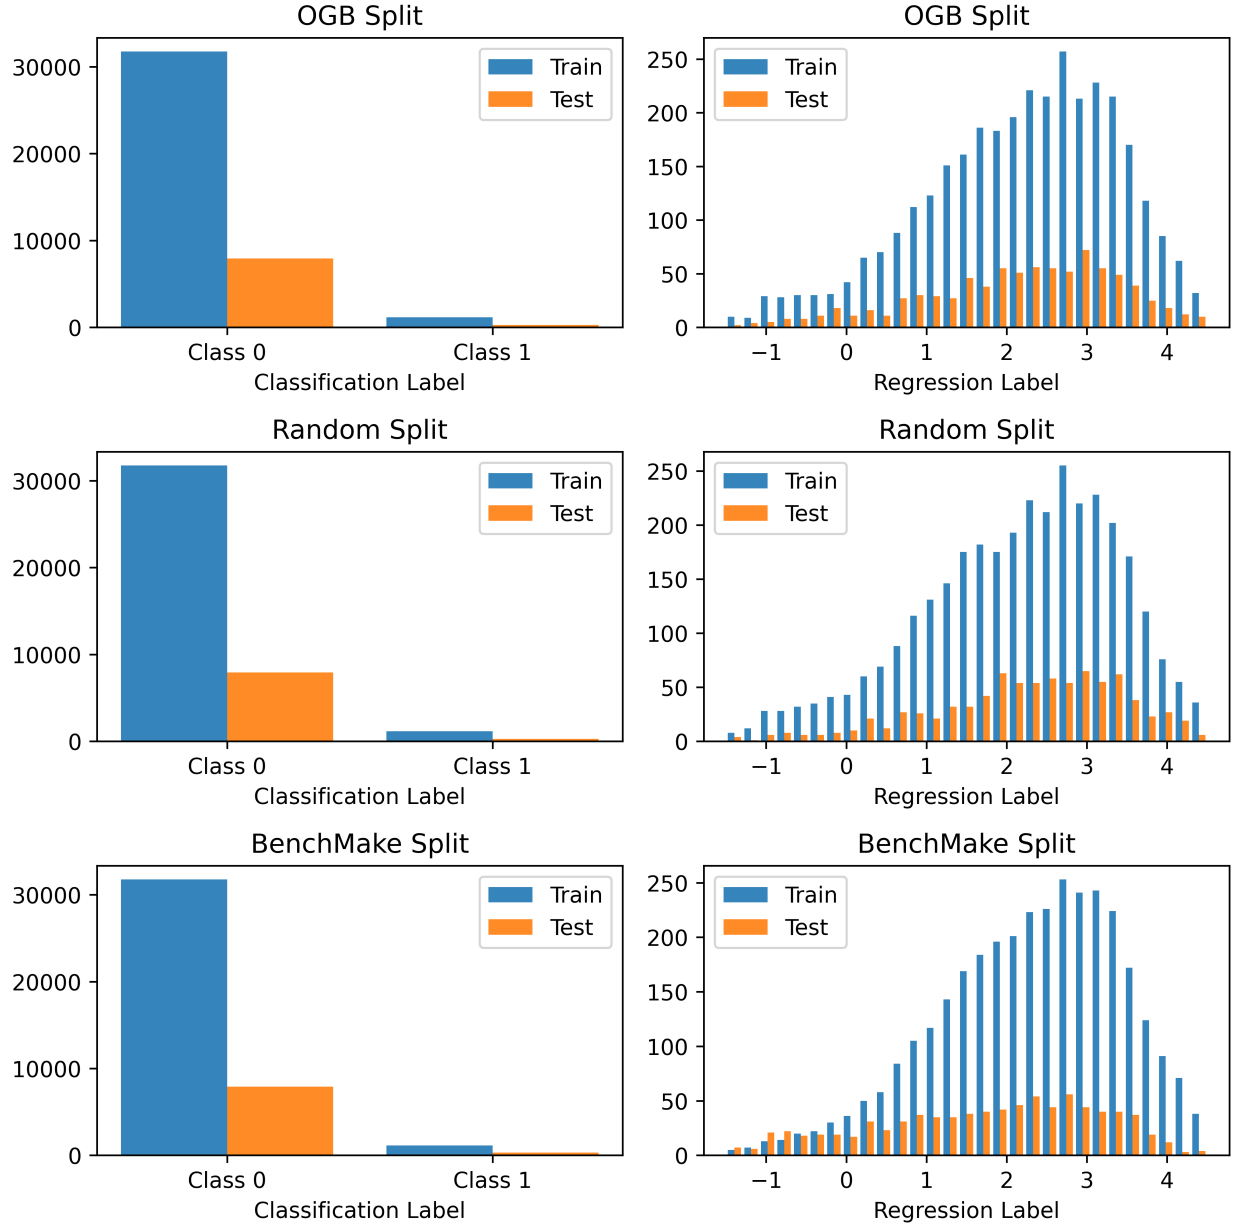 OGB Split
30000
20000
10000
0
Train
Test
Class 0
Class 1
Classification Label
OGB Split
250
200
150
100
50
0
Train
Test
−1
0
1
2
3
4
Regression Label
Random Split
30000
20000
10000
0
Train
Test
Class 0
Class 1
Classification Label
Random Split
250
200
150
100
50
0
Train
Test
−1
0
1
2
3
4
Regression Label
BenchMake Split
30000
20000
10000
0
Train
Test
Class 0
Class 1
Classification Label
BenchMake Split
250
200
150
100
50
0
Train
Test
−1
0
1
2
3
4
Regression Label